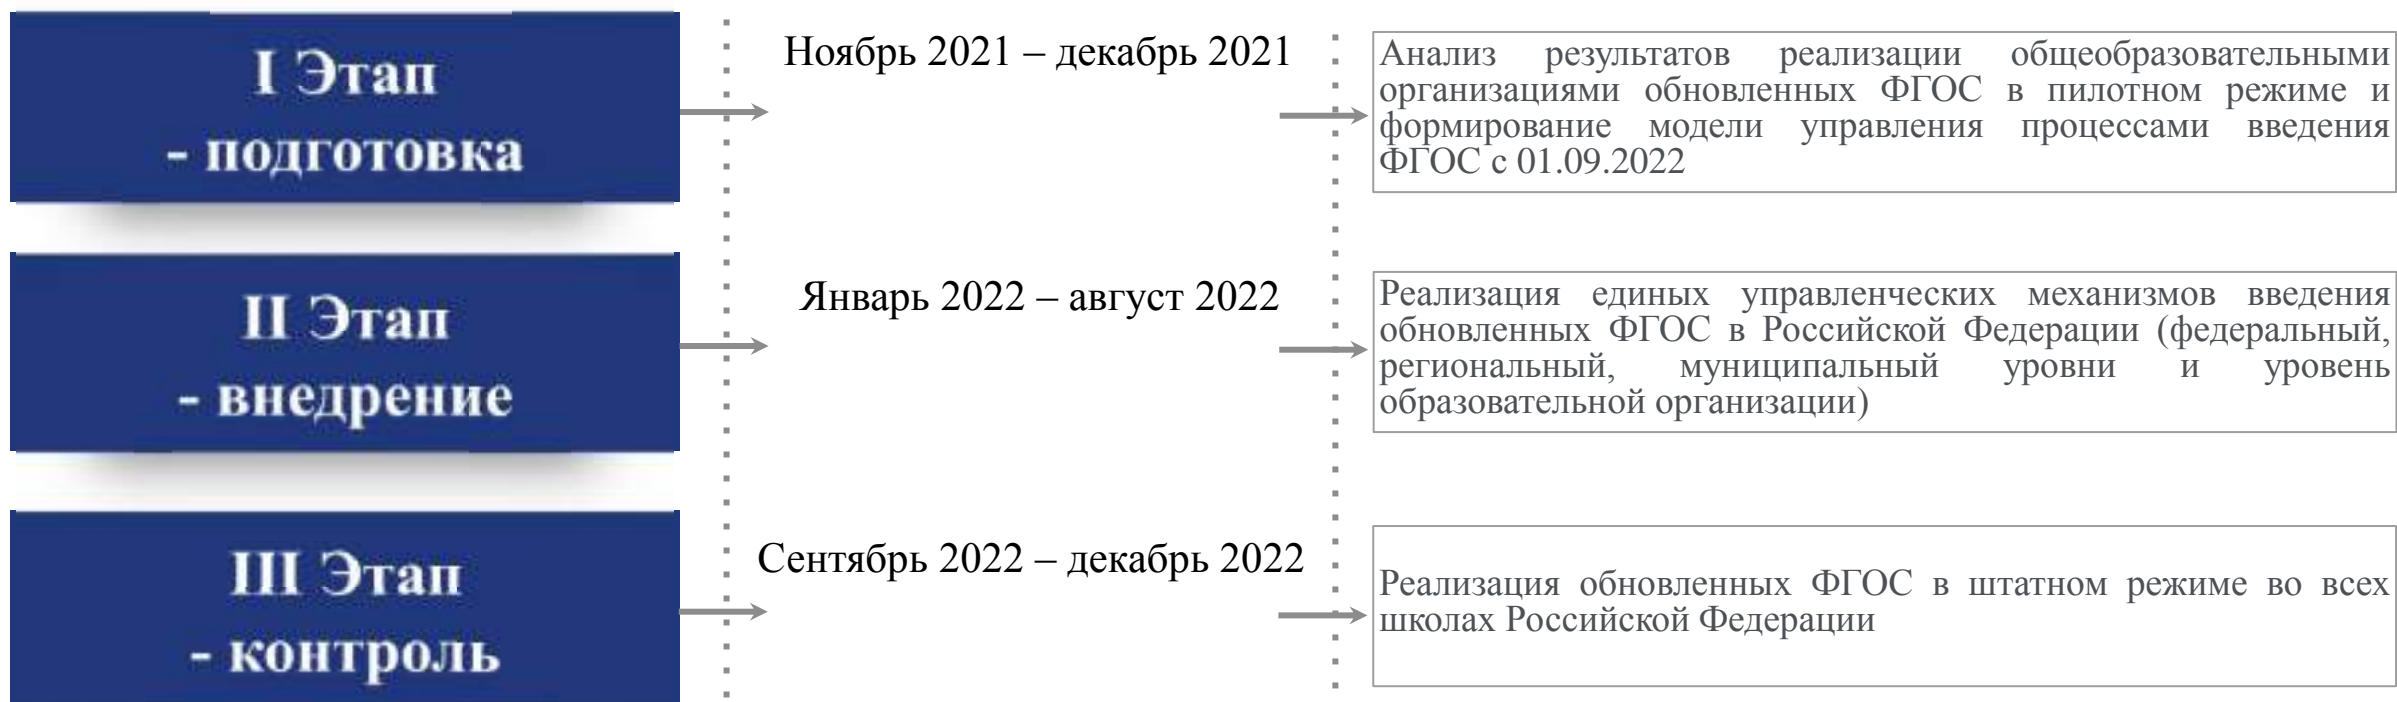 I Этап
- подготовка
Ноябрь 2021 – декабрь 2021
Анализ результатов реализации общеобразовательными
организациями обновленных ФГОС в пилотном режиме и
формирование модели управления процессами введения
ФГОС с 01.09.2022
II Этап
- внедрение
Январь 2022 – август 2022
Реализация единых управленческих механизмов введения
обновленных ФГОС в Российской Федерации (федеральный,
региональный, муниципальный уровни и уровень
образовательной организации)
III Этап
- контроль
Сентябрь 2022 – декабрь 2022
Реализация обновленных ФГОС в штатном режиме во всех
школах Российской Федерации